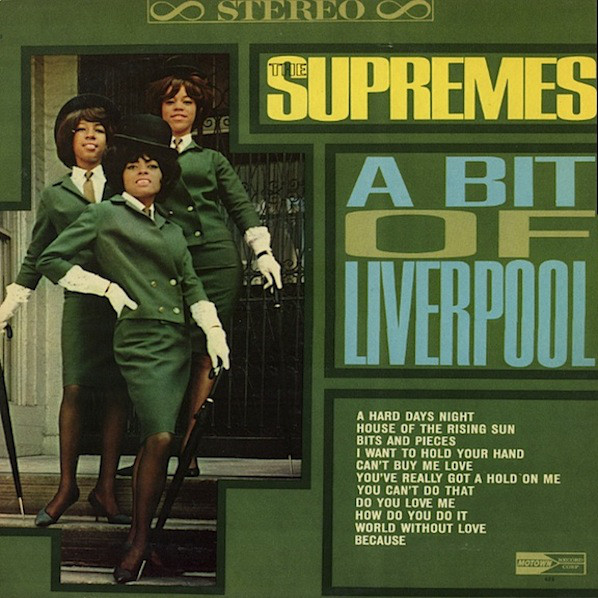 STEREO
THE
SUPREMES
A BIT
OF
LIVERPOOL
A HARD DAYS NIGHT
HOUSE OF THE RISING SUN
BITS AND PIECES
I WANT TO HOLD YOUR HAND
CAN'T BUY ME LOVE
YOU'VE REALLY GOT A HOLD ON ME
YOU CAN'T DO THAT
DO YOU LOVE ME
HOW DO YOU DO IT
WORLD WITHOUT LOVE
BECAUSE
MOTOWN RECORD
CORP